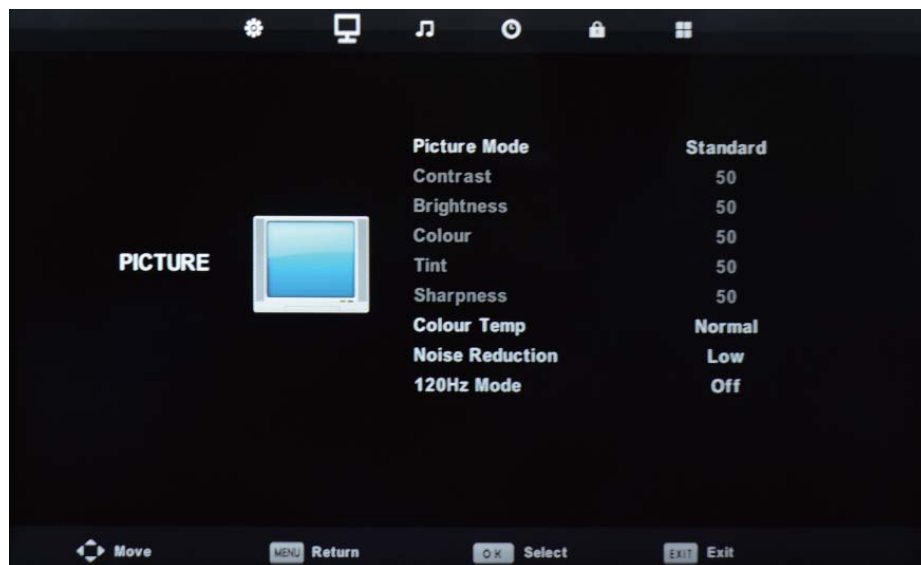 Picture Mode Standard
Contrast 50
Brightness 50
Colour 50
PICTURE
Tint 50
Sharpness 50
Colour Temp Normal
Noise Reduction Low
120Hz Mode Off
Move MENU Return OK Select EXIT Exit